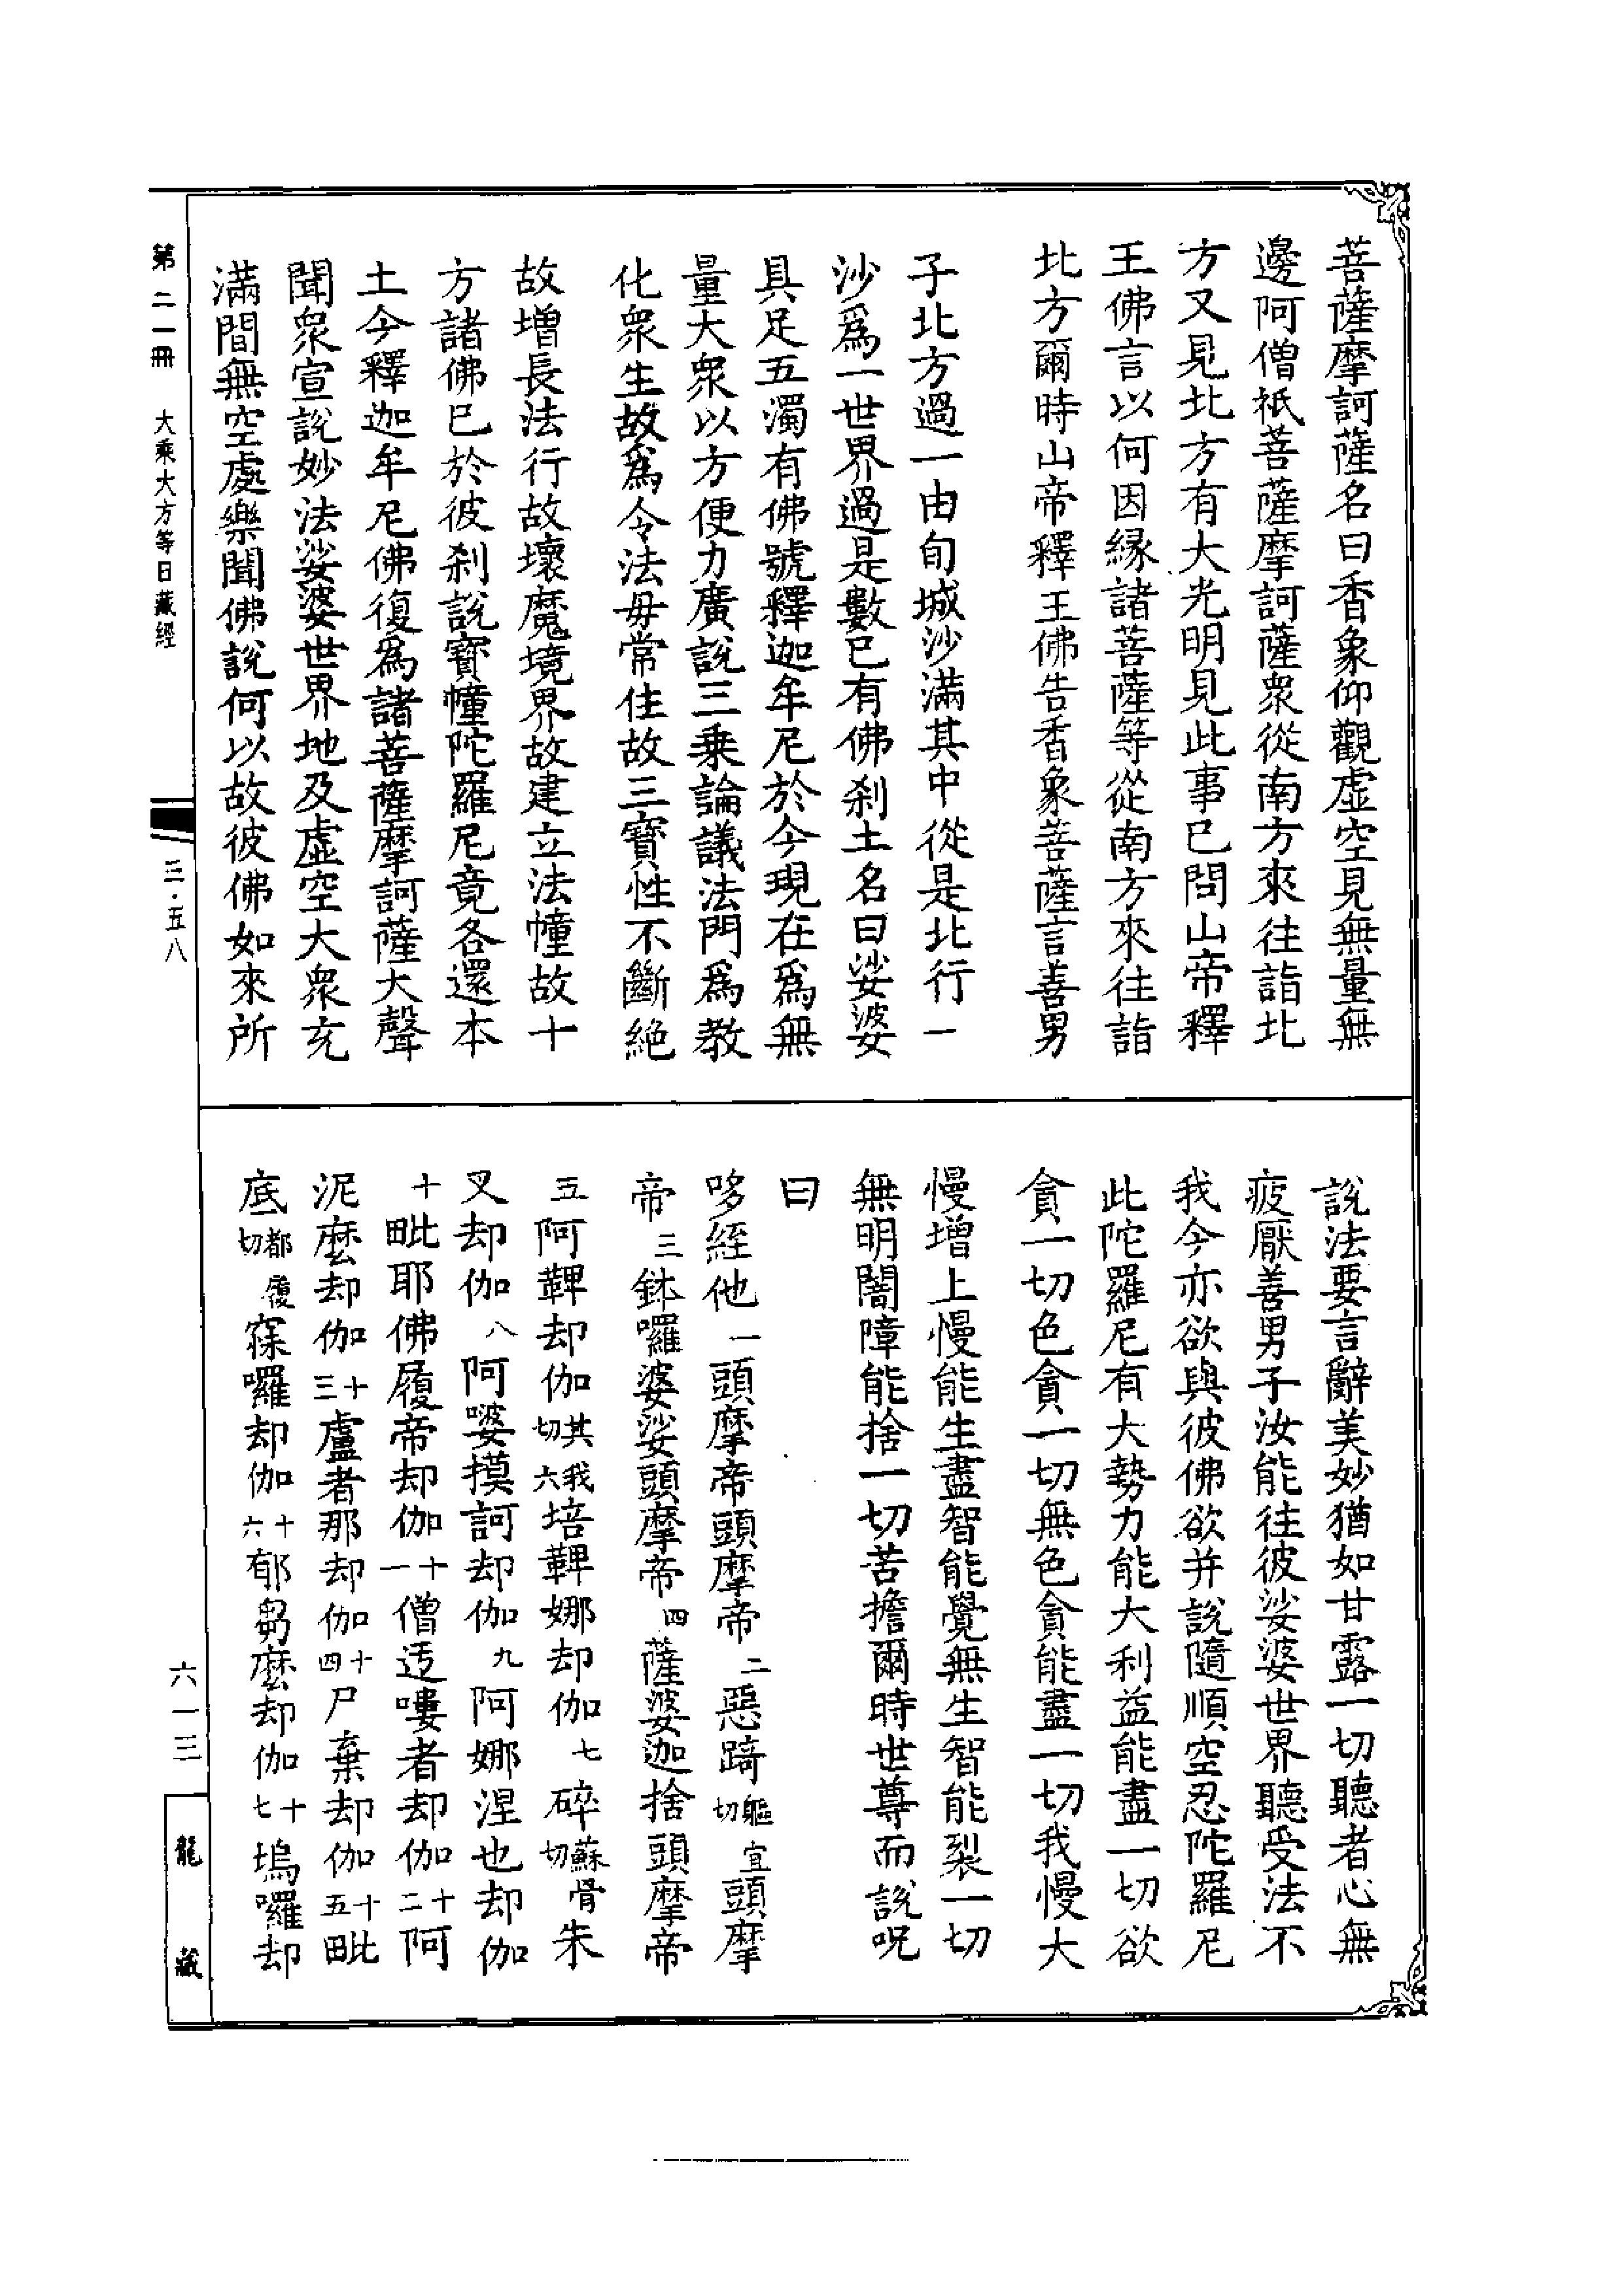 菩薩摩訶薩名曰香象仰觀虛空見無量無
邊阿僧祇菩薩摩訶薩衆從南方來往詣北
方又見北方有大光明見此事已問山帝釋
王佛言以何因緣諸菩薩等從南方來往詣
北方爾時山帝釋王佛告香象菩薩言善男
子北方過一由旬城沙滿其中從是北行一
沙爲一世界過是數已有佛剎土名曰娑婆
具足五濁有佛號釋迦牟尼於今現在爲無
量大衆以方便力廣說三乘論議法門爲教
化衆生故爲令法母常住故三寶性不斷絕
故增長法行故壞魔境界故建立法幢故十
方諸佛已於彼剎說寶幢陀羅尼竟各還本
土今釋迦牟尼佛復爲諸菩薩摩訶薩大聲
聞衆宣說妙法娑婆世界地及虛空大衆充
滿間無空處樂聞佛說何以故彼佛如來所
說法要言辭美妙猶如甘露一切聽者心無
疲厭善男子汝能往彼娑婆世界聽受法不
我今亦欲與彼佛欲并說隨順空忍陀羅尼
此陀羅尼有大勢力能大利益能盡一切欲
貪一切色貪一切無色貪能盡一切我慢大
慢增上慢能生盡智能覺無生智能裂一切
無明闇障能捨一切苦擔爾時世尊而說呪
曰
哆絰他一頭摩帝頭摩帝二惡踦軀宜切頭摩
帝三鉢囉婆娑頭摩帝四薩婆迦捨頭摩帝
五阿鞞却伽其我切六培鞞娜却伽七碎蘇骨切朱
叉却伽八阿婆摸訶却伽九阿娜涅也却伽
十毗耶佛履帝却伽十一僧迗嘍者却伽十二阿
泥麼却伽十三盧者那却伽十四尸棄却伽十五毗
底都履切寐囉却伽十六郁芻麼却伽十七塢囉却
第二一冊 大乘大方等日藏經
三·五八
六一三
龍藏